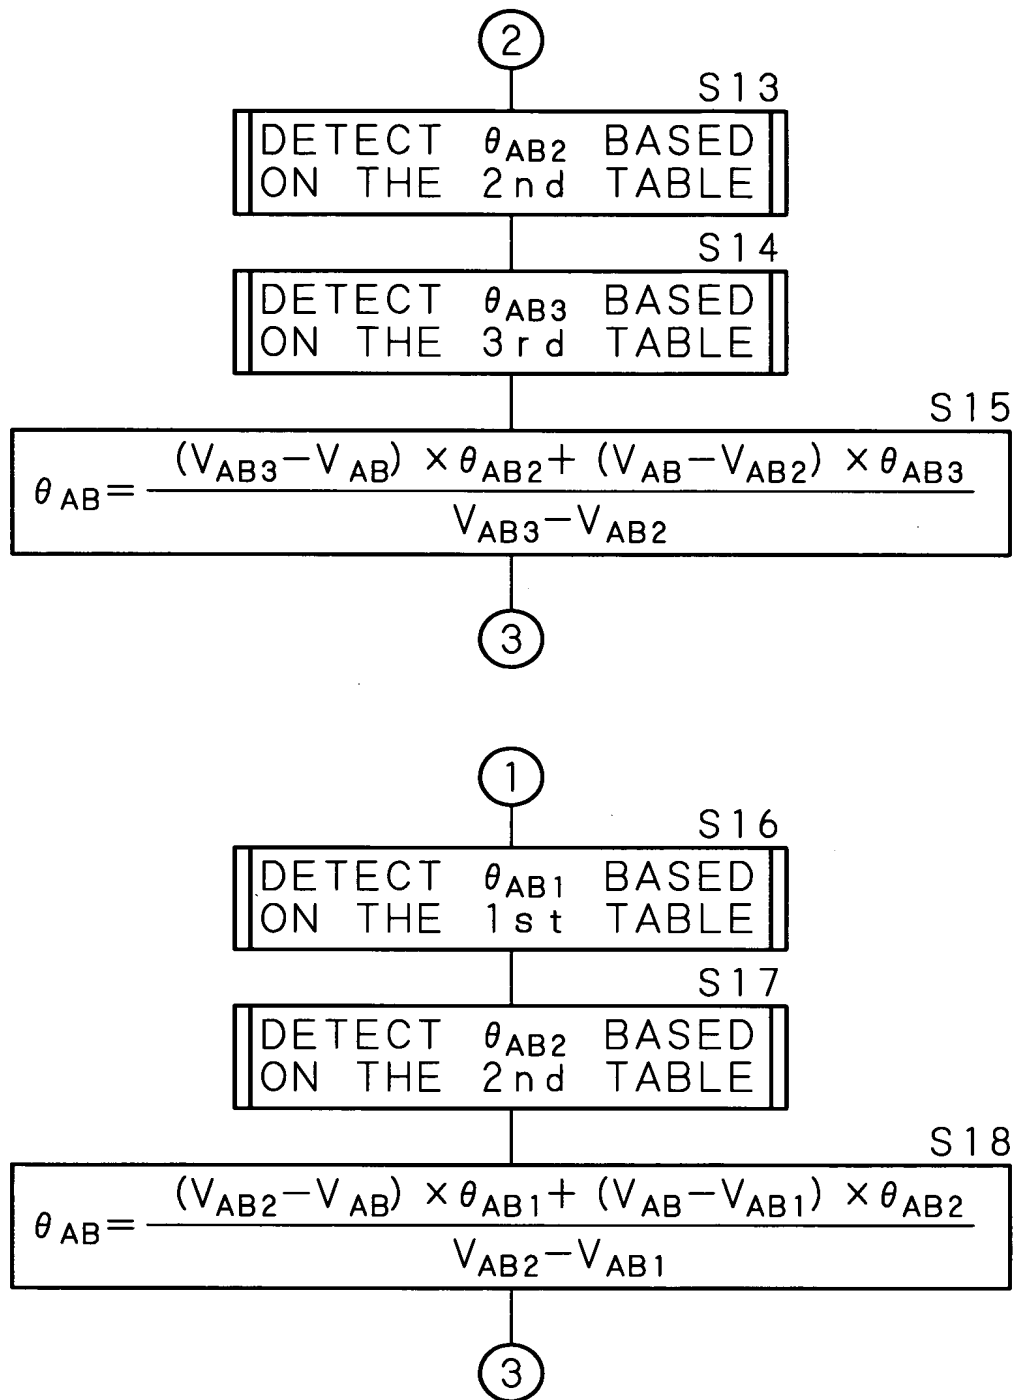 2
S13
DETECT θAB2 BASED
ON THE 2nd TABLE
S14
DETECT θAB3 BASED
ON THE 3rd TABLE
S15
θAB = (VAB3−VAB) × θAB2 + (VAB−VAB2) × θAB3
VAB3−VAB2
3
1
S16
DETECT θAB1 BASED
ON THE 1st TABLE
S17
DETECT θAB2 BASED
ON THE 2nd TABLE
S18
θAB = (VAB2−VAB) × θAB1 + (VAB−VAB1) × θAB2
VAB2−VAB1
3